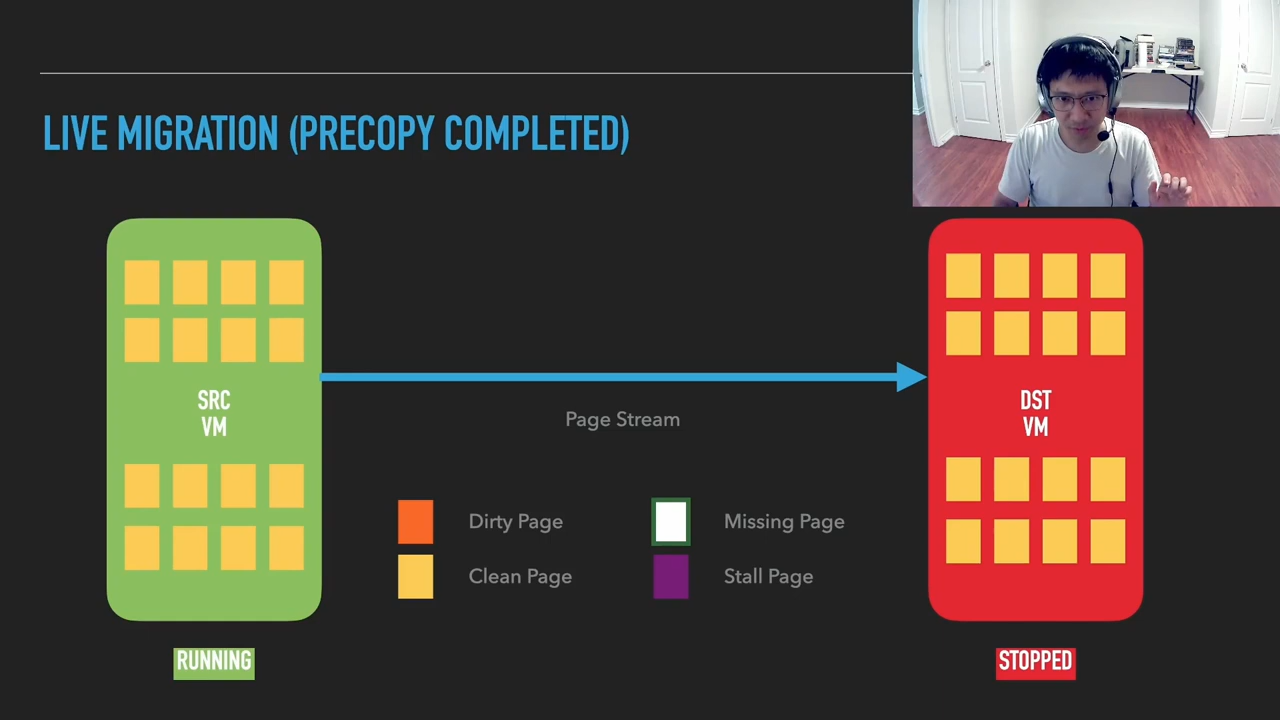 LIVE MIGRATION (PRECOPY COMPLETED)
SRC
VM
DST
VM
Page Stream
Dirty Page
Missing Page
Clean Page
Stall Page
RUNNING
STOPPED